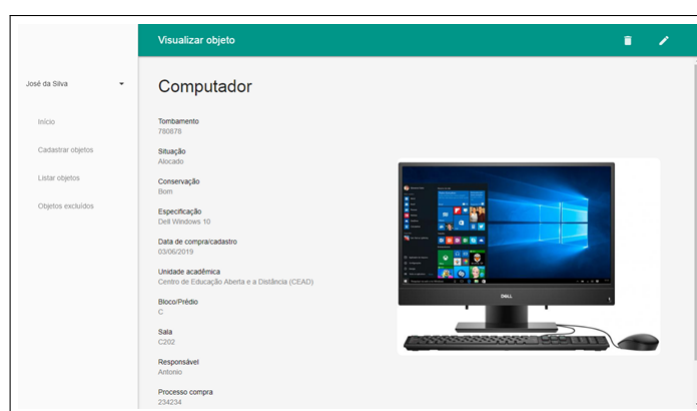 Visualizar objeto
José da Silva
Início
Cadastrar objetos
Listar objetos
Objetos excluídos
Computador
Tombamento
780878
Situação
Alocado
Conservação
Bom
Especificação
Dell Windows 10
Data de compra/cadastro
03/06/2019
Unidade acadêmica
Centro de Educação Aberta e a Distância (CEAD)
Bloco/Prédio
C
Sala
C202
Responsável
Antonio
Processo compra
234234
DELL